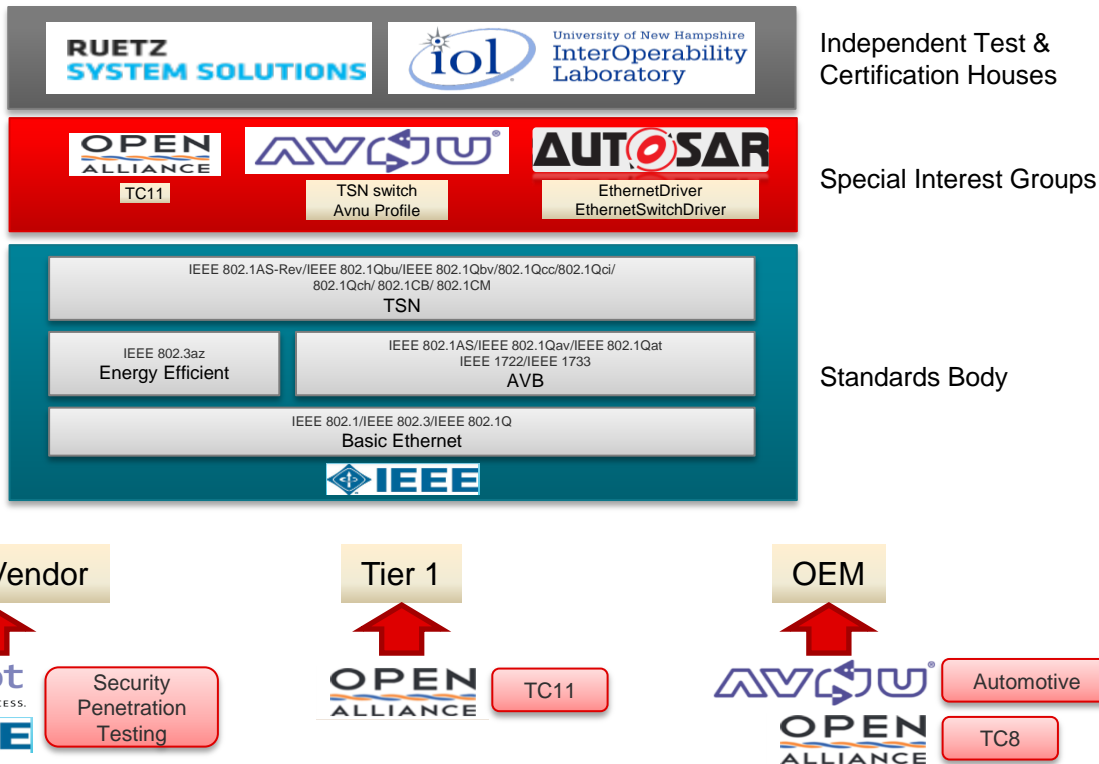 RUETZ
SYSTEM SOLUTIONS
iol
University of New Hampshire
InterOperability
Laboratory
Independent Test &
Certification Houses
OPEN
ALLIANCE
TC11
AVNU
TSN switch
Avnu Profile
AUTOSAR
EthernetDriver
EthernetSwitchDriver
Special Interest Groups
IEEE 802.1AS-Rev/IEEE 802.1Qbu/IEEE 802.1Qbv/802.1Qcc/802.1Qci/
802.1Qch/ 802.1CB/ 802.1CM
TSN
IEEE 802.3az
Energy Efficient
IEEE 802.1AS/IEEE 802.1Qav/IEEE 802.1Qat
IEEE 1722/IEEE 1733
AVB
Standards Body
IEEE 802.1/IEEE 802.3/IEEE 802.1Q
Basic Ethernet
IEEE
Vendor
Tier 1
OEM
Security
Penetration
Testing
OPEN
ALLIANCE
TC11
AVNU
Automotive
OPEN
ALLIANCE
TC8